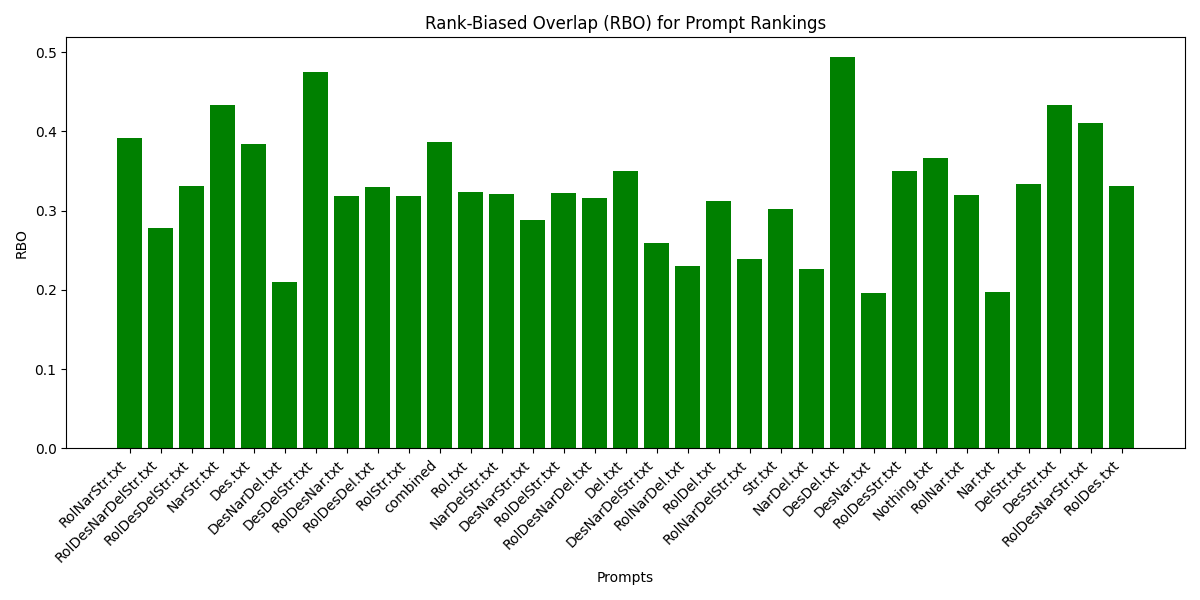 Rank-Biased Overlap (RBO) for Prompt Rankings
RBO
0.5
0.4
0.3
0.2
0.1
0.0
RolNarStr.txt
RolDesNarDelStr.txt
RolDesDelStr.txt
NarStr.txt
Des.txt
DesNarDel.txt
DesDelStr.txt
RolDesNar.txt
RolDesDel.txt
RolStr.txt
combined
Rol.txt
NarDelStr.txt
DesNarStr.txt
RolDelStr.txt
RolDesNarDel.txt
Del.txt
DesNarDelStr.txt
RolNarDel.txt
RolDel.txt
RolNarDelStr.txt
Str.txt
NarDel.txt
DesDel.txt
DesNar.txt
RolDesStr.txt
Nothing.txt
RolNar.txt
Nar.txt
DelStr.txt
DesStr.txt
RolDesNarStr.txt
RolDes.txt
Prompts